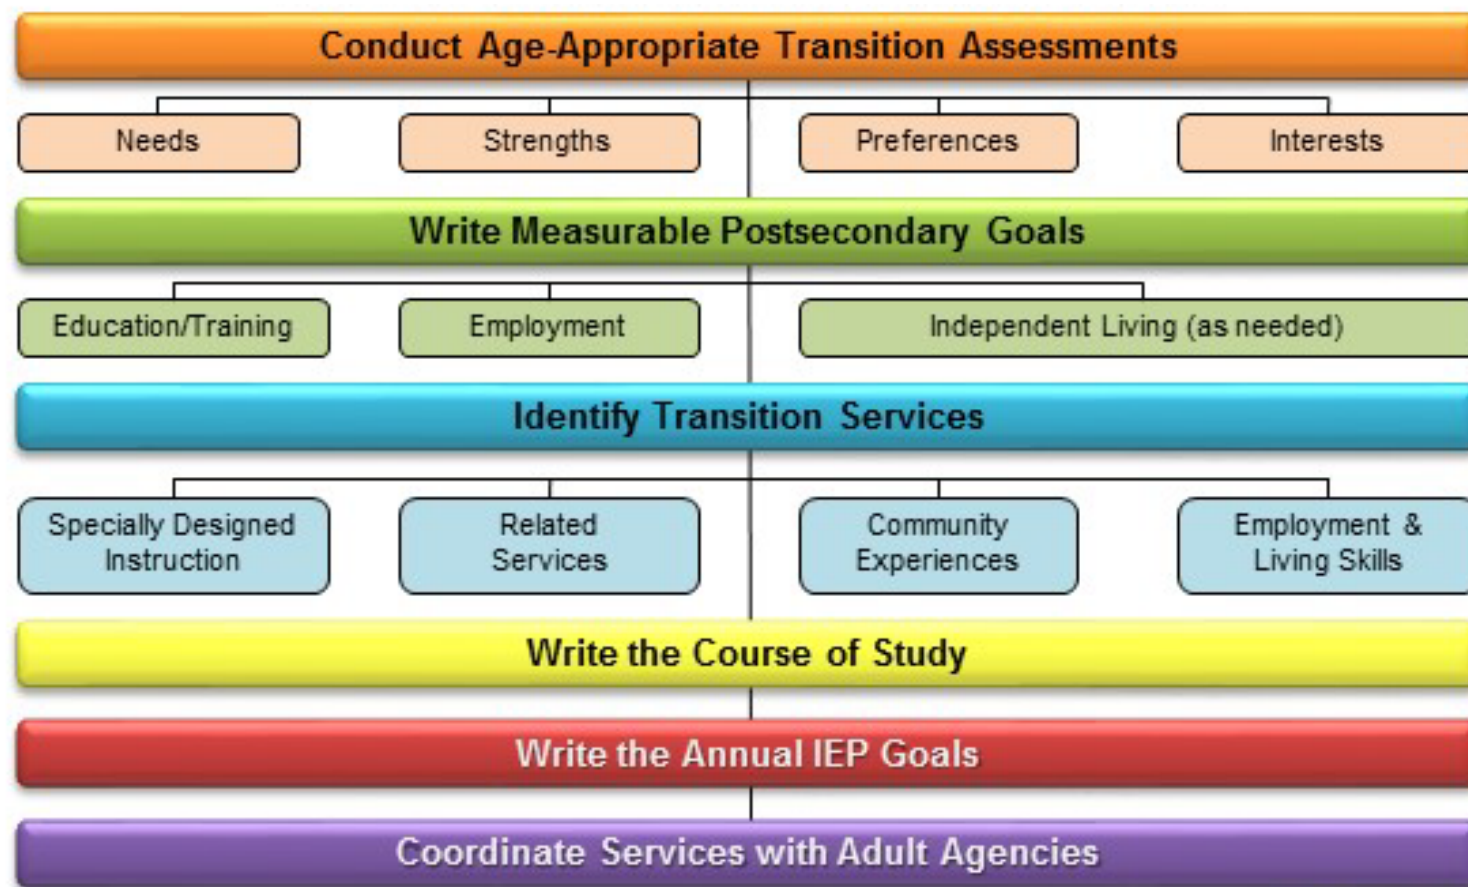 Conduct Age-Appropriate Transition Assessments
Needs
Strengths
Preferences
Interests
Write Measurable Postsecondary Goals
Education/Training
Employment
Independent Living (as needed)
Identify Transition Services
Specially Designed
Instruction
Related
Services
Community
Experiences
Employment &
Living Skills
Write the Course of Study
Write the Annual IEP Goals
Coordinate Services with Adult Agencies